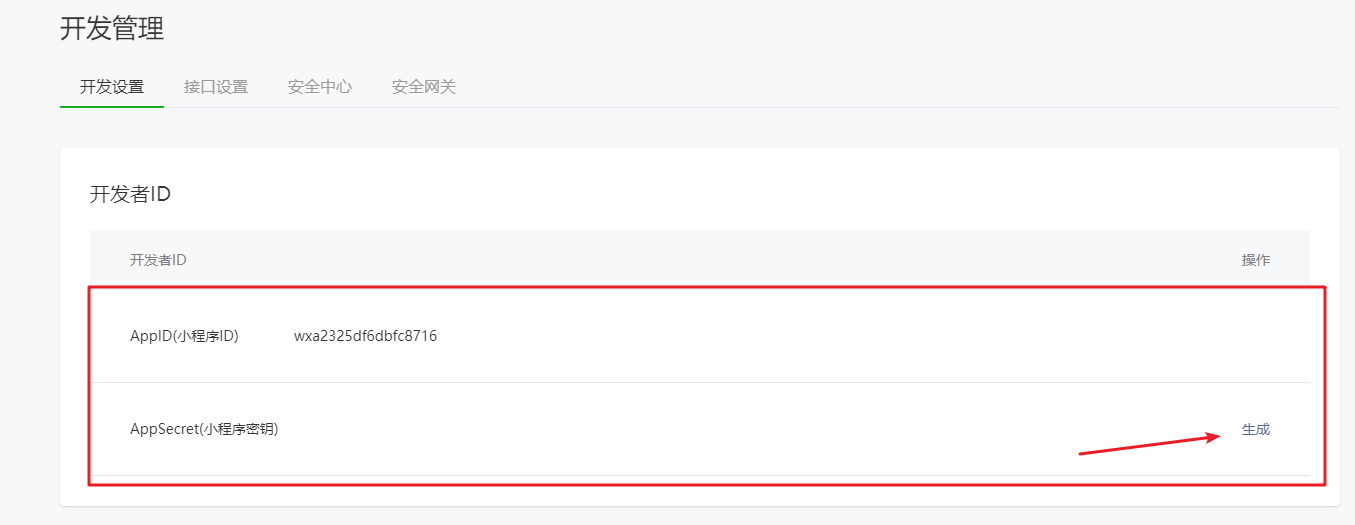 开发管理
开发设置 接口设置 安全中心 安全网关
开发者ID
开发者ID 操作
AppID(小程序ID) wxa2325df6dbfc8716
AppSecret(小程序密钥) 生成